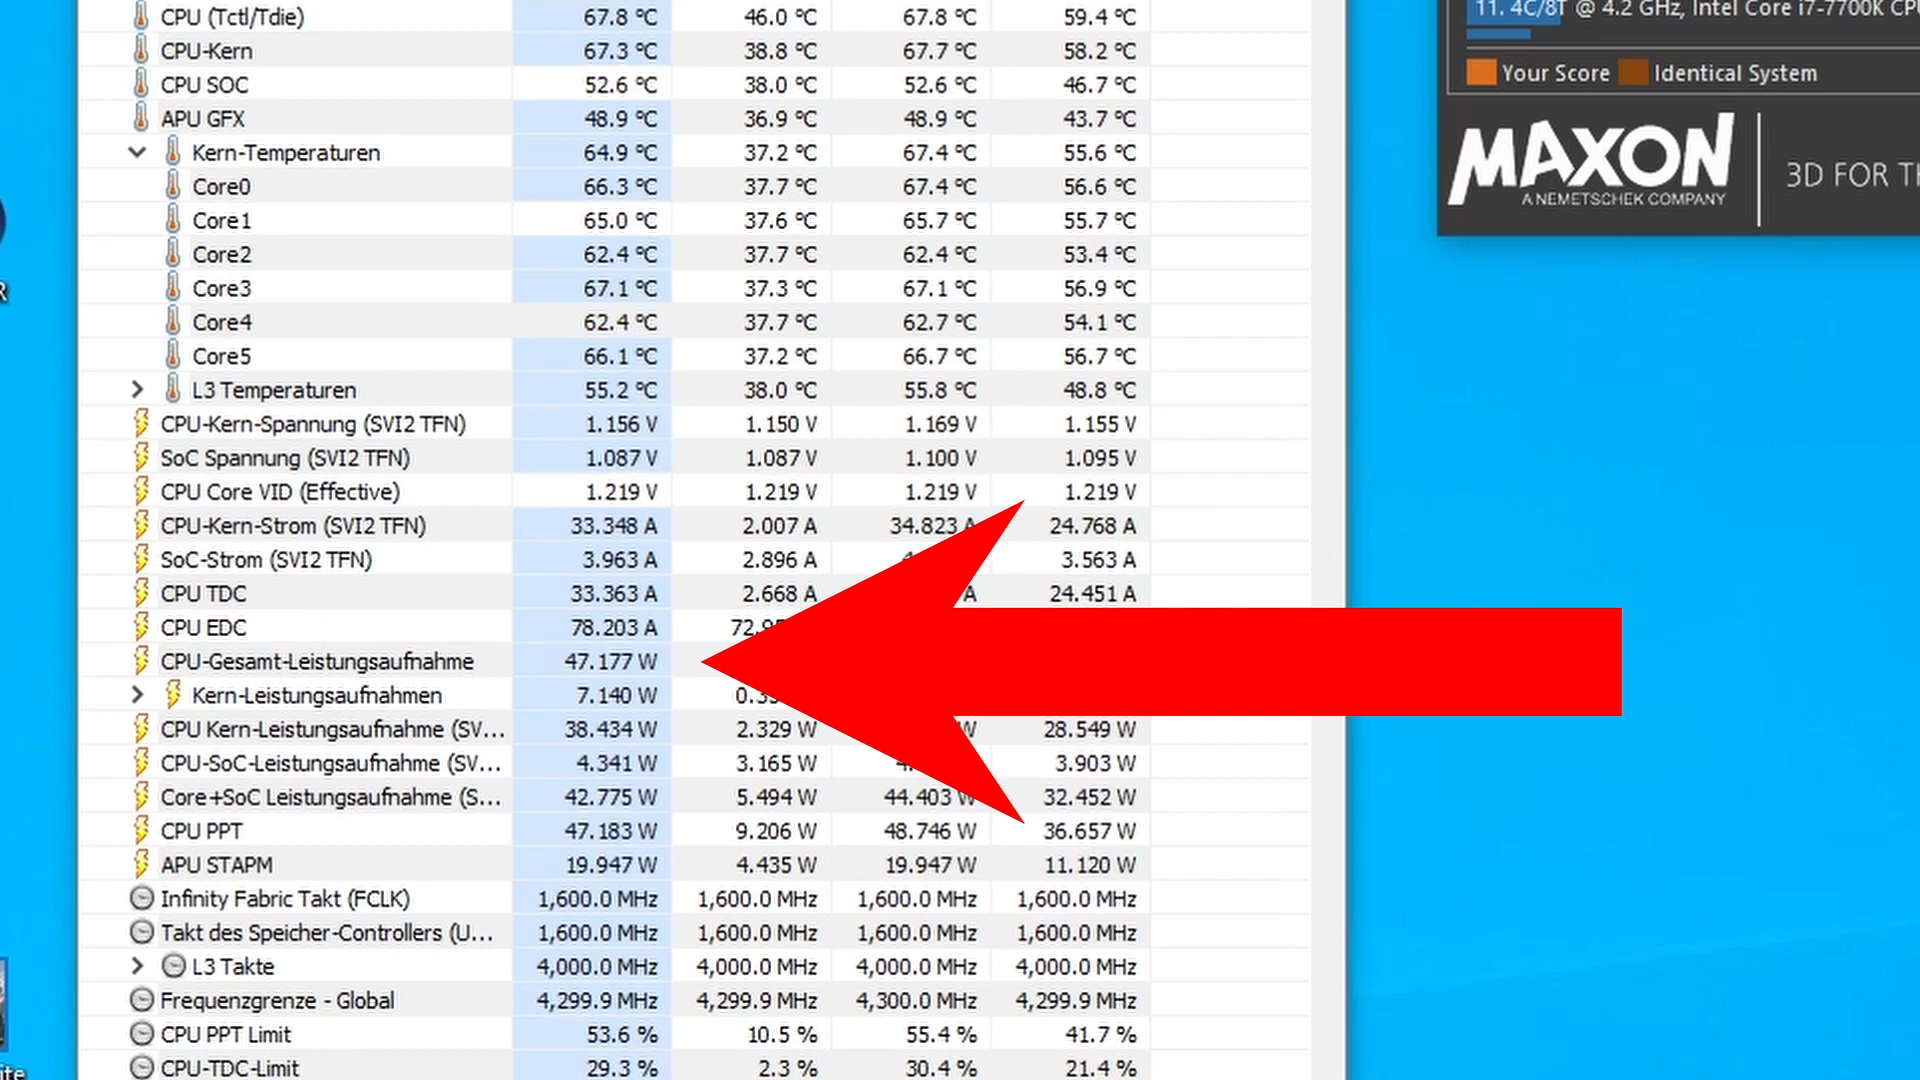 11. 4C/8T @ 4.2 GHz, Intel Core i7-7700K CPU
Your Score Identical System
MAXON
A NEMETSCHEK COMPANY
3D FOR TH
CPU (Tctl/Tdie) 67.8 °C 46.0 °C 67.8 °C 59.4 °C
CPU-Kern 67.3 °C 38.8 °C 67.7 °C 58.2 °C
CPU SOC 52.6 °C 38.0 °C 52.6 °C 46.7 °C
APU GFX 48.9 °C 36.9 °C 48.9 °C 43.7 °C
Kern-Temperaturen 64.9 °C 37.2 °C 67.4 °C 55.6 °C
Core0 66.3 °C 37.7 °C 67.4 °C 56.6 °C
Core1 65.0 °C 37.6 °C 65.7 °C 55.7 °C
Core2 62.4 °C 37.7 °C 62.4 °C 53.4 °C
Core3 67.1 °C 37.3 °C 67.1 °C 56.9 °C
Core4 62.4 °C 37.7 °C 62.7 °C 54.1 °C
Core5 66.1 °C 37.2 °C 66.7 °C 56.7 °C
L3 Temperaturen 55.2 °C 38.0 °C 55.8 °C 48.8 °C
CPU-Kern-Spannung (SVI2 TFN) 1.156 V 1.150 V 1.169 V 1.155 V
SoC Spannung (SVI2 TFN) 1.087 V 1.087 V 1.100 V 1.095 V
CPU Core VID (Effective) 1.219 V 1.219 V 1.219 V 1.219 V
CPU-Kern-Strom (SVI2 TFN) 33.348 A 2.007 A 34.823 A 24.768 A
SoC-Strom (SVI2 TFN) 3.963 A 2.896 A 3.563 A
CPU TDC 33.363 A 2.668 A A 24.451 A
CPU EDC 78.203 A
CPU-Gesamt-Leistungsaufnahme 47.177 W
Kern-Leistungsaufnahmen 7.140 W
CPU Kern-Leistungsaufnahme (SV... 38.434 W 2.329 W W 28.549 W
CPU-SoC-Leistungsaufnahme (SV... 4.341 W 3.165 W 3.903 W
Core+SoC Leistungsaufnahme (S... 42.775 W 5.494 W 44.403 W 32.452 W
CPU PPT 47.183 W 9.206 W 48.746 W 36.657 W
APU STAPM 19.947 W 4.435 W 19.947 W 11.120 W
Infinity Fabric Takt (FCLK) 1,600.0 MHz 1,600.0 MHz 1,600.0 MHz 1,600.0 MHz
Takt des Speicher-Controllers (U... 1,600.0 MHz 1,600.0 MHz 1,600.0 MHz 1,600.0 MHz
L3 Takte 4,000.0 MHz 4,000.0 MHz 4,000.0 MHz 4,000.0 MHz
Frequenzgrenze - Global 4,299.9 MHz 4,299.9 MHz 4,300.0 MHz 4,299.9 MHz
CPU PPT Limit 53.6 % 10.5 % 55.4 % 41.7 %
CPU-TDC-Limit 29.3 % 2.3 % 30.4 % 21.4 %